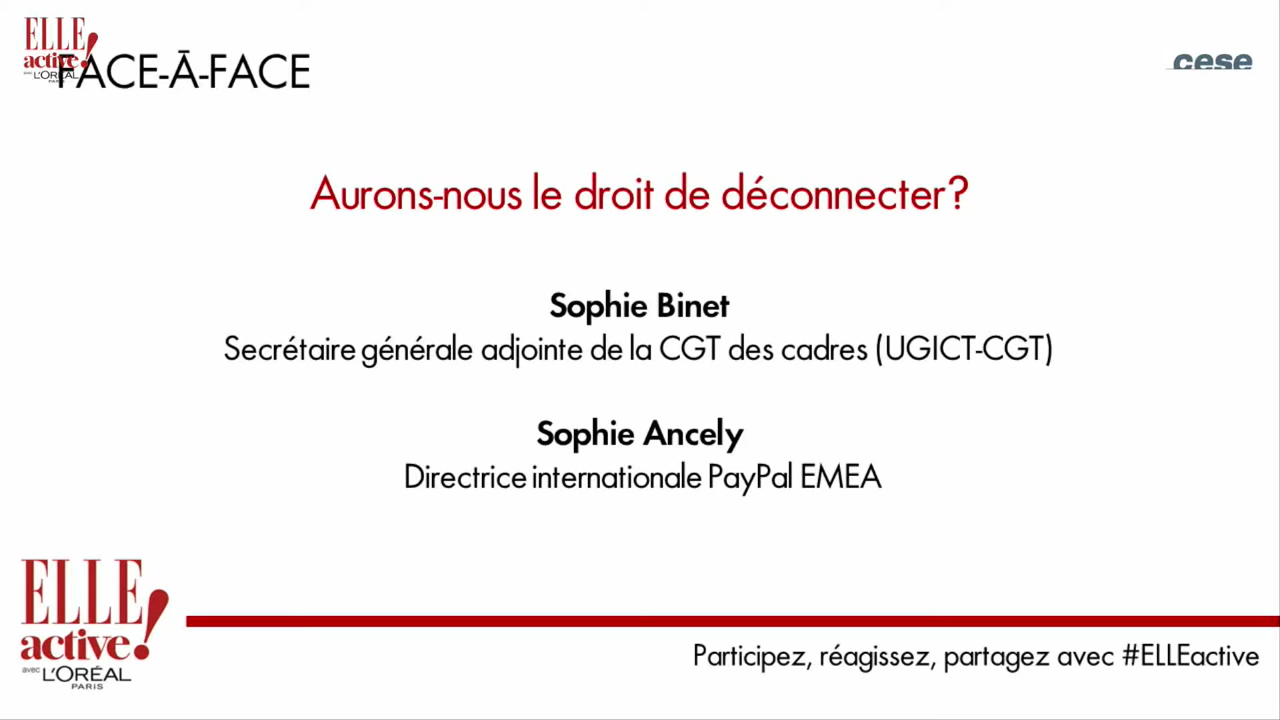 ELLE
active!
avec L'ORÉAL
PARIS
FACE-Ā-FACE
cese
Aurons-nous le droit de déconnecter?
Sophie Binet
Secrétaire générale adjointe de la CGT des cadres (UGICT-CGT)
Sophie Ancely
Directrice internationale PayPal EMEA
ELLE
active!
avec L'ORÉAL
PARIS
Participez, réagissez, partagez avec #ELLEactive